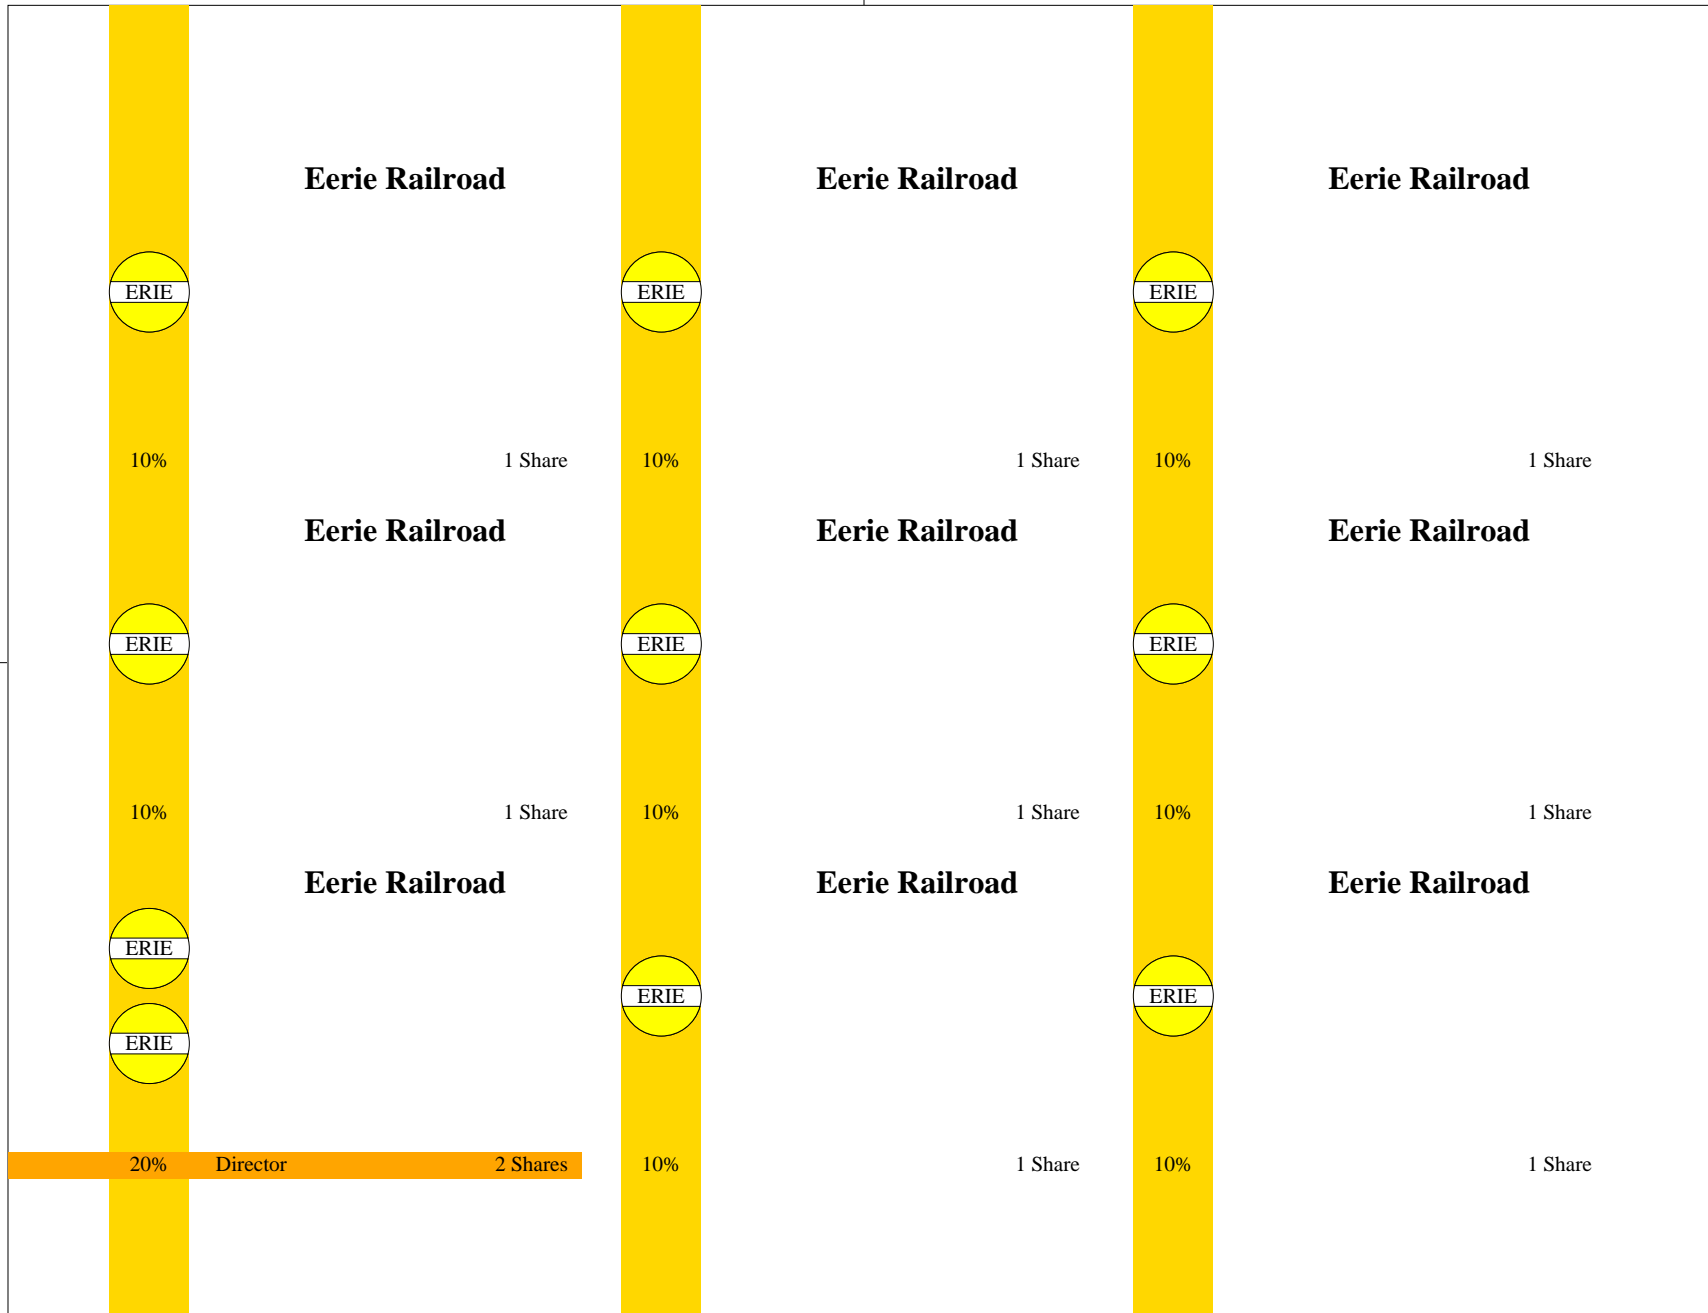 Eerie Railroad Eerie Railroad Eerie Railroad
ERIE ERIE ERIE
10% 1 Share 10% 1 Share 10% 1 Share
Eerie Railroad Eerie Railroad Eerie Railroad
ERIE ERIE ERIE
10% 1 Share 10% 1 Share 10% 1 Share
Eerie Railroad Eerie Railroad Eerie Railroad
ERIE
ERIE ERIE
ERIE
20% Director 2 Shares 10% 1 Share 10% 1 Share